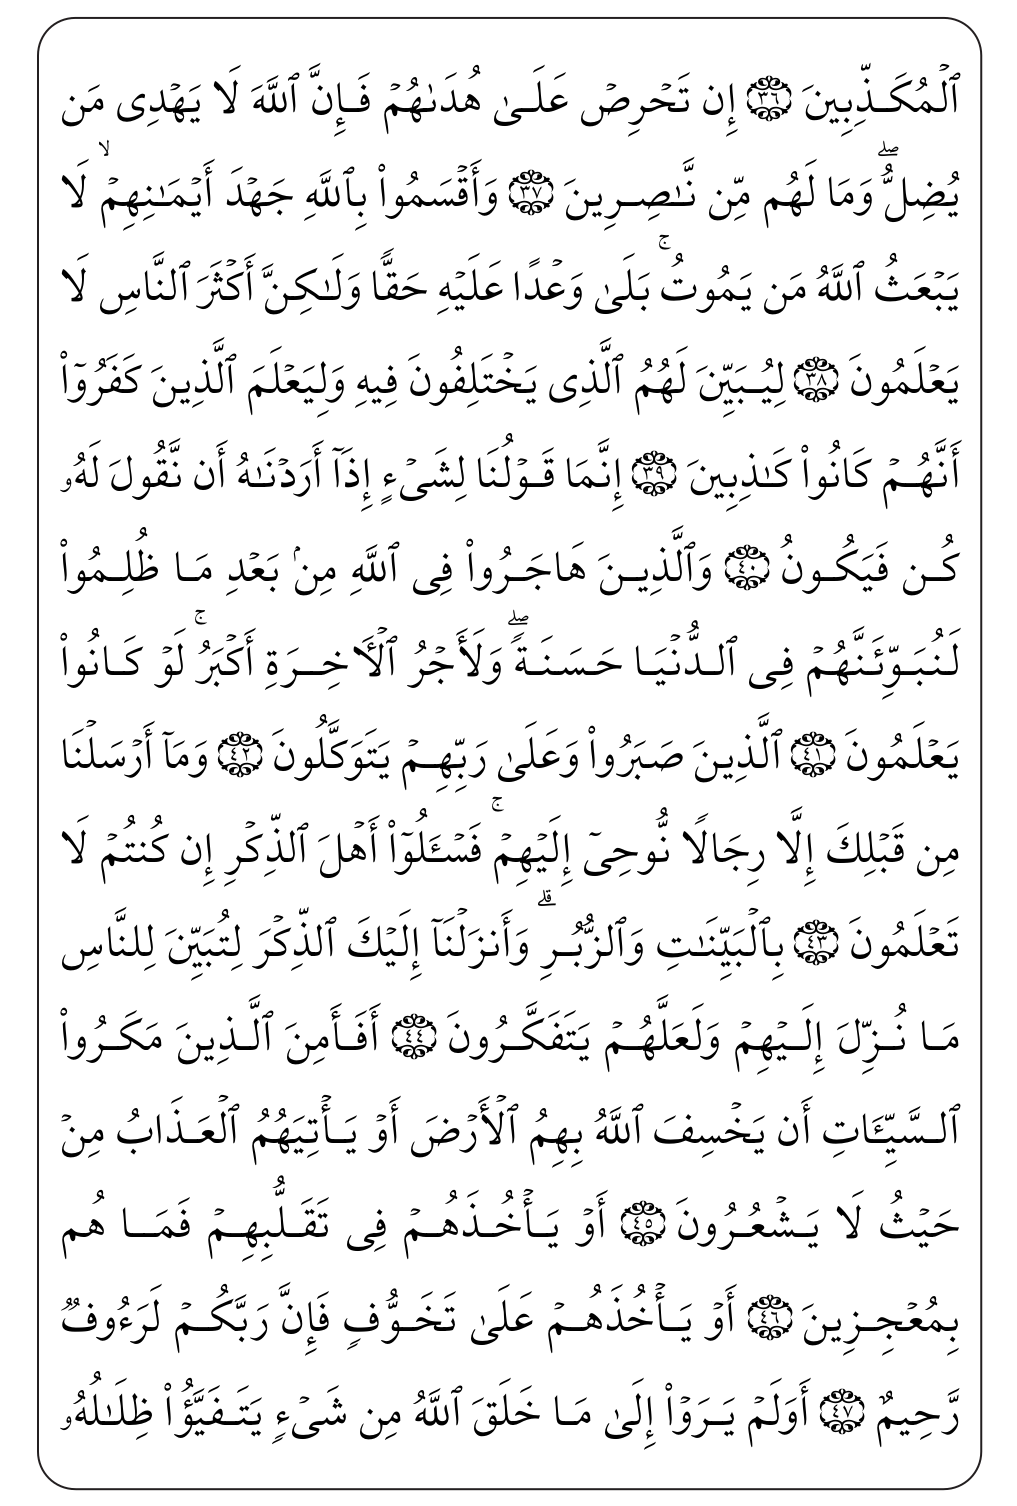 ٱلۡمُكَذِّبِينَ ٣٦ إِن تَحۡرِصۡ عَلَىٰ هُدَىٰهُمۡ فَإِنَّ ٱللَّهَ لَا يَهۡدِي مَن
يُضِلُّۖ وَمَا لَهُم مِّن نَّٰصِرِينَ ٣٧ وَأَقۡسَمُواْ بِٱللَّهِ جَهۡدَ أَيۡمَٰنِهِمۡۙ لَا
يَبۡعَثُ ٱللَّهُ مَن يَمُوتُۚ بَلَىٰ وَعۡدًا عَلَيۡهِ حَقّٗا وَلَٰكِنَّ أَكۡثَرَ ٱلنَّاسِ لَا
يَعۡلَمُونَ ٣٨ لِيُبَيِّنَ لَهُمُ ٱلَّذِي يَخۡتَلِفُونَ فِيهِ وَلِيَعۡلَمَ ٱلَّذِينَ كَفَرُوٓاْ
أَنَّهُمۡ كَانُواْ كَٰذِبِينَ ٣٩ إِنَّمَا قَوۡلُنَا لِشَيۡءٍ إِذَآ أَرَدۡنَٰهُ أَن نَّقُولَ لَهُۥ
كُن فَيَكُونُ ٤٠ وَٱلَّذِينَ هَاجَرُواْ فِي ٱللَّهِ مِنۢ بَعۡدِ مَا ظُلِمُواْ
لَنُبَوِّئَنَّهُمۡ فِي ٱلدُّنۡيَا حَسَنَةٗۖ وَلَأَجۡرُ ٱلۡأٓخِرَةِ أَكۡبَرُۚ لَوۡ كَانُواْ
يَعۡلَمُونَ ٤١ ٱلَّذِينَ صَبَرُواْ وَعَلَىٰ رَبِّهِمۡ يَتَوَكَّلُونَ ٤٢ وَمَآ أَرۡسَلۡنَا
مِن قَبۡلِكَ إِلَّا رِجَالٗا نُّوحِيٓ إِلَيۡهِمۡۚ فَسۡـَٔلُوٓاْ أَهۡلَ ٱلذِّكۡرِ إِن كُنتُمۡ لَا
تَعۡلَمُونَ ٤٣ بِٱلۡبَيِّنَٰتِ وَٱلزُّبُرِۗ وَأَنزَلۡنَآ إِلَيۡكَ ٱلذِّكۡرَ لِتُبَيِّنَ لِلنَّاسِ
مَا نُزِّلَ إِلَيۡهِمۡ وَلَعَلَّهُمۡ يَتَفَكَّرُونَ ٤٤ أَفَأَمِنَ ٱلَّذِينَ مَكَرُواْ
ٱلسَّيِّـَٔاتِ أَن يَخۡسِفَ ٱللَّهُ بِهِمُ ٱلۡأَرۡضَ أَوۡ يَأۡتِيَهُمُ ٱلۡعَذَابُ مِنۡ
حَيۡثُ لَا يَشۡعُرُونَ ٤٥ أَوۡ يَأۡخُذَهُمۡ فِي تَقَلُّبِهِمۡ فَمَا هُم
بِمُعۡجِزِينَ ٤٦ أَوۡ يَأۡخُذَهُمۡ عَلَىٰ تَخَوُّفٖ فَإِنَّ رَبَّكُمۡ لَرَءُوفٞ
رَّحِيمٌ ٤٧ أَوَلَمۡ يَرَوۡاْ إِلَىٰ مَا خَلَقَ ٱللَّهُ مِن شَيۡءٖ يَتَفَيَّؤُاْ ظِلَٰلُهُۥ